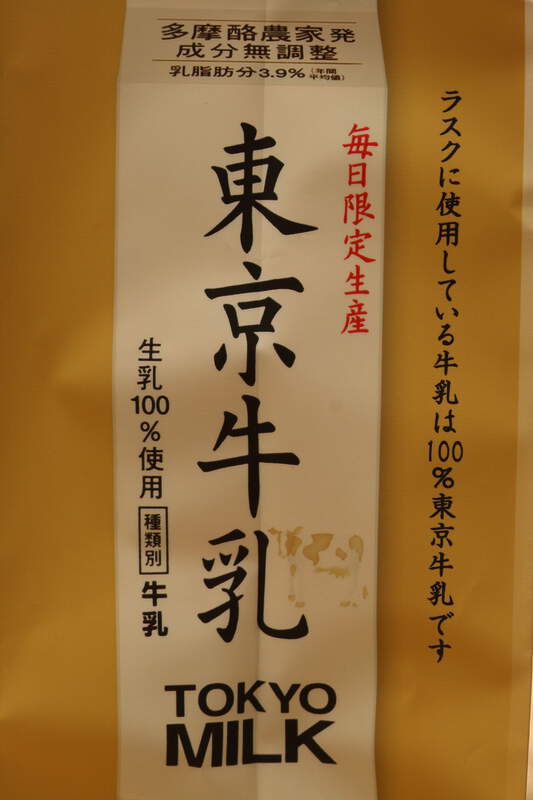 多摩酪農家発
成分無調整
乳脂肪分3.9%（年間平均値）
ラスクに使用している牛乳は100%東京牛乳です
毎日限定生産
東京牛乳
生乳100%使用 種類別 牛乳
TOKYO
MILK